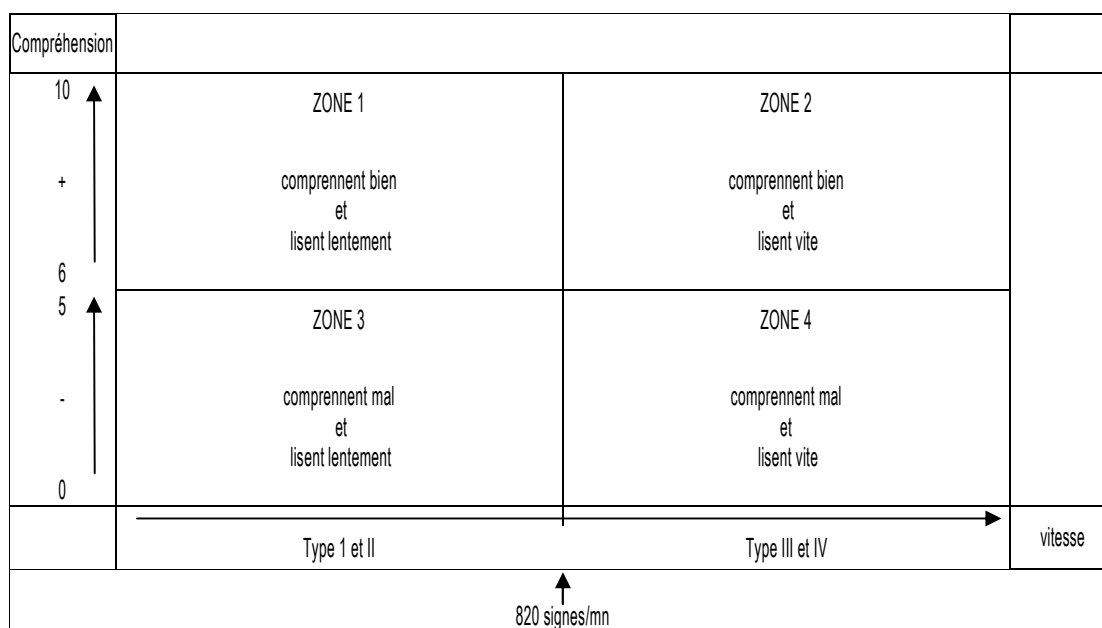 Compréhension
10
ZONE 1
ZONE 2
+
comprennent bien
et
lisent lentement
comprennent bien
et
lisent vite
6
5
ZONE 3
ZONE 4
-
comprennent mal
et
lisent lentement
comprennent mal
et
lisent vite
0
Type 1 et II
Type III et IV
vitesse
820 signes/mn